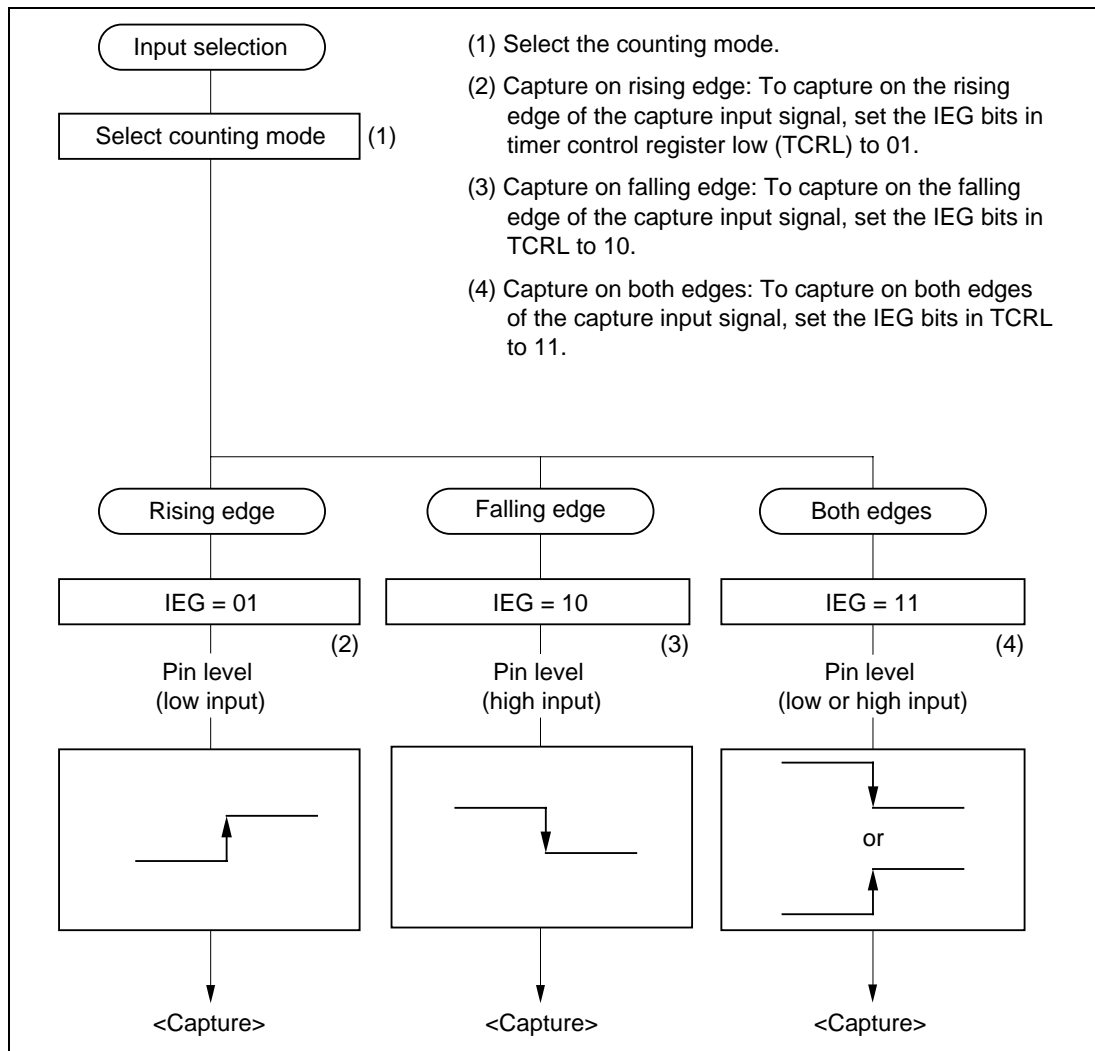 Input selection
Select counting mode (1)
(1) Select the counting mode.
(2) Capture on rising edge: To capture on the rising
edge of the capture input signal, set the IEG bits in
timer control register low (TCRL) to 01.
(3) Capture on falling edge: To capture on the falling
edge of the capture input signal, set the IEG bits in
TCRL to 10.
(4) Capture on both edges: To capture on both edges
of the capture input signal, set the IEG bits in TCRL
to 11.
Rising edge
Falling edge
Both edges
IEG = 01
IEG = 10
IEG = 11
(2)
(3)
(4)
Pin level
(low input)
Pin level
(high input)
Pin level
(low or high input)
or
<Capture>
<Capture>
<Capture>